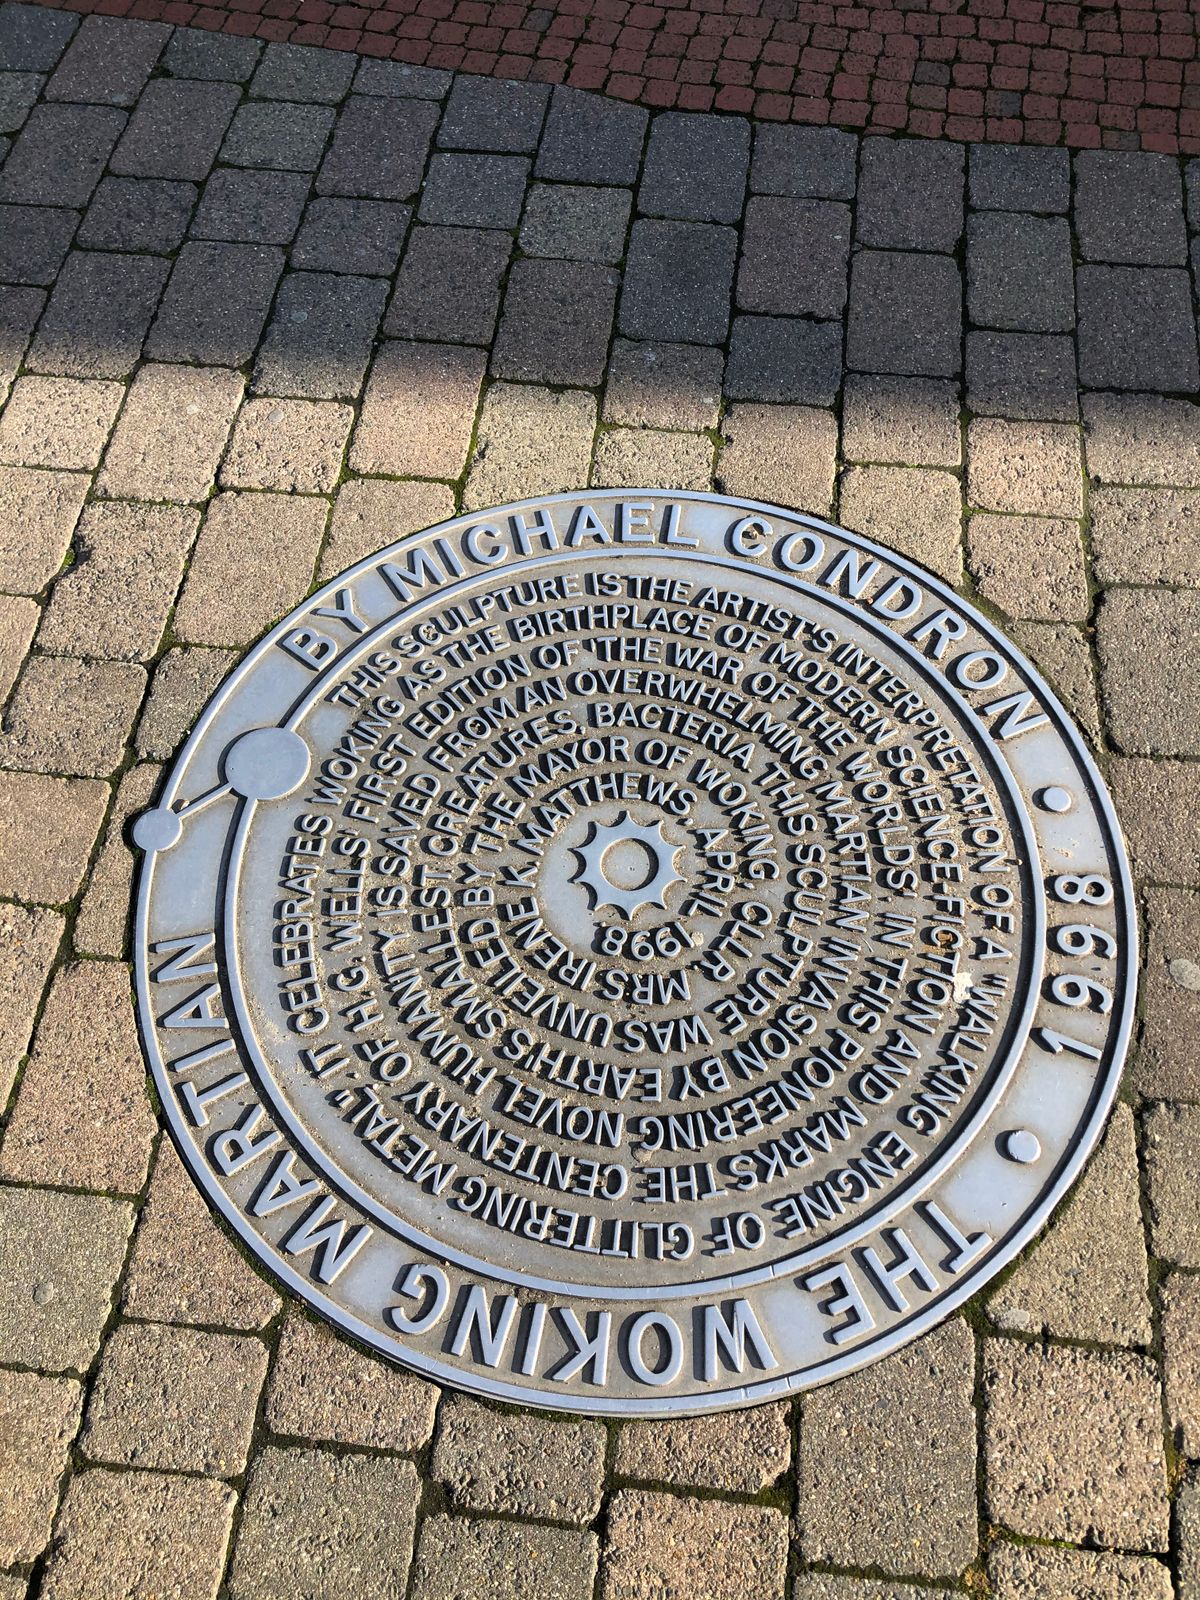 THE WOKING MARTIAN BY MICHAEL CONDRON • 1998 •
THIS SCULPTURE IS THE ARTIST'S INTERPRETATION OF A "WALKING ENGINE OF GLITTERING METAL". IT CELEBRATES
WOKING AS THE BIRTHPLACE OF MODERN SCIENCE-FICTION AND MARKS THE CENTENARY OF H.G. WELLS'
FIRST EDITION OF 'THE WAR OF THE WORLDS'. IN THIS PIONEERING NOVEL HUMANITY IS SAVED
FROM AN OVERWHELMING MARTIAN INVASION BY EARTH'S SMALLEST CREATURES, BACTERIA.
THIS SCULPTURE WAS UNVEILED BY THE MAYOR OF WOKING, CLLR
MRS IRENE K MATTHEWS, APRIL
1998.